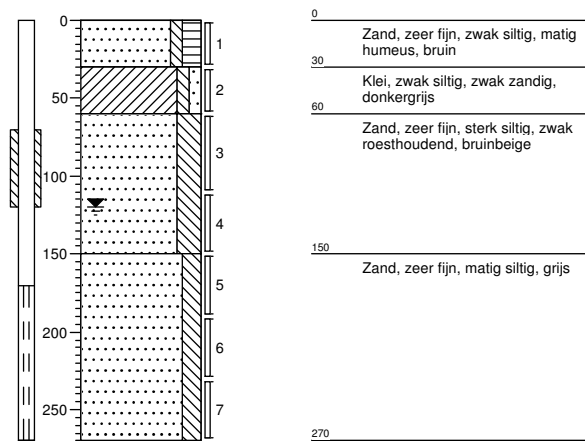 0
50
100
150
200
250
1
2
3
4
5
6
7
0
Zand, zeer fijn, zwak siltig, matig
humeus, bruin
30
Klei, zwak siltig, zwak zandig,
donkergrijs
60
Zand, zeer fijn, sterk siltig, zwak
roesthoudend, bruinbeige
150
Zand, zeer fijn, matig siltig, grijs
270